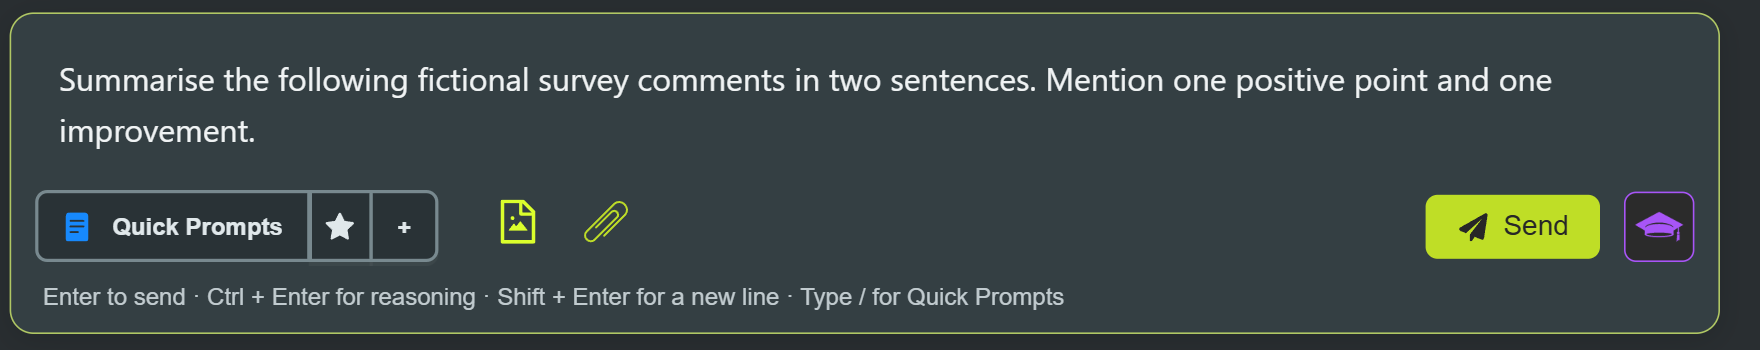 Summarise the following fictional survey comments in two sentences. Mention one positive point and one
improvement.
Quick Prompts +
Send
Enter to send · Ctrl + Enter for reasoning · Shift + Enter for a new line · Type / for Quick Prompts